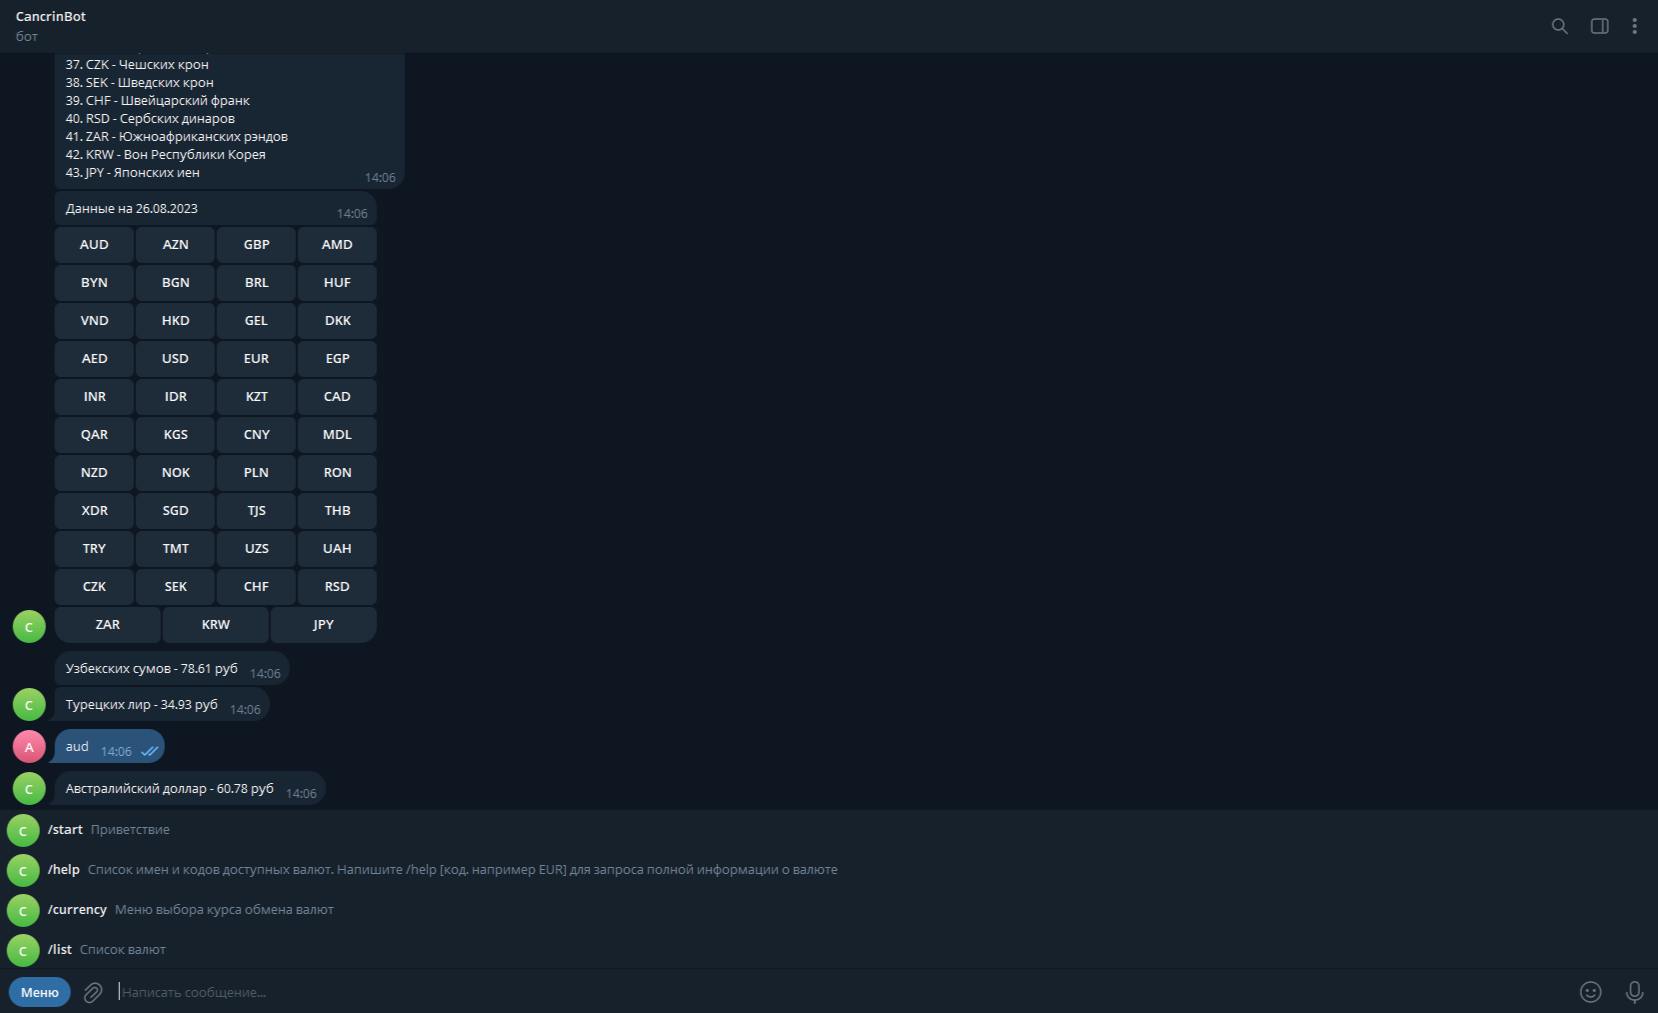 CancrinBot
бот
37. CZK - Чешских крон
38. SEK - Шведских крон
39. CHF - Швейцарский франк
40. RSD - Сербских динаров
41. ZAR - Южноафриканских рэндов
42. KRW - Вон Республики Корея
43. JPY - Японских иен
14:06
Данные на 26.08.2023 14:06
AUD AZN GBP AMD
BYN BGN BRL HUF
VND HKD GEL DKK
AED USD EUR EGP
INR IDR KZT CAD
QAR KGS CNY MDL
NZD NOK PLN RON
XDR SGD TJS THB
TRY TMT UZS UAH
CZK SEK CHF RSD
C ZAR KRW JPY
Узбекских сумов - 78.61 руб 14:06
C Турецких лир - 34.93 руб 14:06
A aud 14:06
C Австралийский доллар - 60.78 руб 14:06
C /start Приветствие
C /help Список имен и кодов доступных валют. Напишите /help [код. например EUR] для запроса полной информации о валюте
C /currency Меню выбора курса обмена валют
C /list Список валют
Меню Написать сообщение...